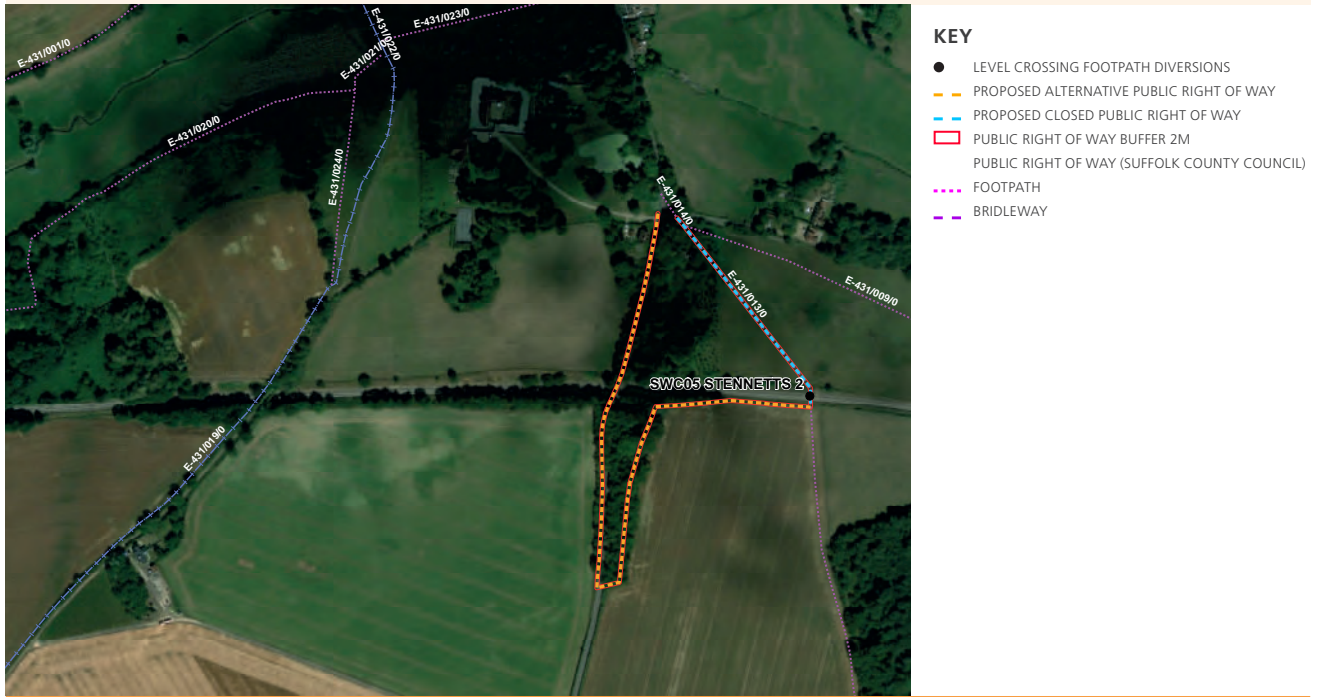 E-431/001/0
E-431/022/0
E-431/023/0
E-431/021/0
E-431/020/0
E-431/024/0
E-431/014/0
E-431/013/0
E-431/009/0
SWC05 STENNETTS 2
E-431/019/0
KEY
LEVEL CROSSING FOOTPATH DIVERSIONS
PROPOSED ALTERNATIVE PUBLIC RIGHT OF WAY
PROPOSED CLOSED PUBLIC RIGHT OF WAY
PUBLIC RIGHT OF WAY BUFFER 2M
PUBLIC RIGHT OF WAY (SUFFOLK COUNTY COUNCIL)
FOOTPATH
BRIDLEWAY